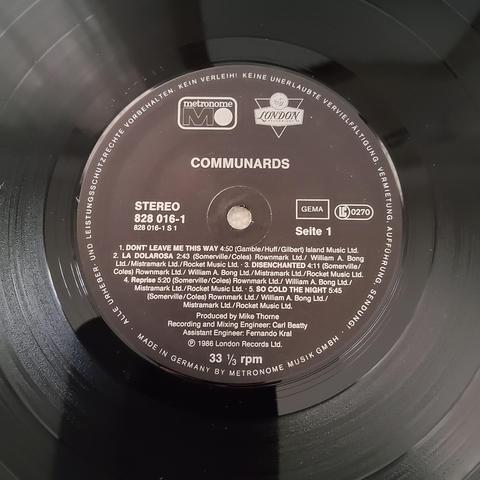 ALLE URHEBER- UND LEISTUNGSSCHUTZRECHTE VORBEHALTEN. KEIN VERLEIH! KEINE UNERLAUBTE VERVIELFÄLTIGUNG, VERMIETUNG, AUFFÜHRUNG, SENDUNG!
metronome
LONDON
COMMUNARDS
STEREO
828 016-1
828 016-1 S 1
GEMA
LC 0270
Seite 1
1. DONT' LEAVE ME THIS WAY 4:50 (Gamble/Huff/Gilbert) Island Music Ltd.
2. LA DOLAROSA 2:43 (Somerville/Coles) Rownmark Ltd./ William A. Bong
Ltd./ Mistramark Ltd./Rocket Music Ltd. · 3. DISENCHANTED 4:11 (Somerville/
Coles) Rownmark Ltd./ William A. Bong Ltd./Mistramark Ltd./Rocket Music Ltd.
4. Reprise 5:20 (Somerville/ Coles) Rownmark Ltd./ William A. Bong Ltd./
Mistramark Ltd./Rocket Music Ltd. · 5. SO COLD THE NIGHT 5:45
(Somerville/Coles) Rownmark Ltd./ William A. Bong Ltd./
Mistramark Ltd./Rocket Music Ltd.
Produced by Mike Thorne
Recording and Mixing Engineer: Carl Beatty
Assistent Engineer: Fernando Kral
℗ 1986 London Records Ltd.
33 1/3 rpm
MADE IN GERMANY BY METRONOME MUSIK GMBH